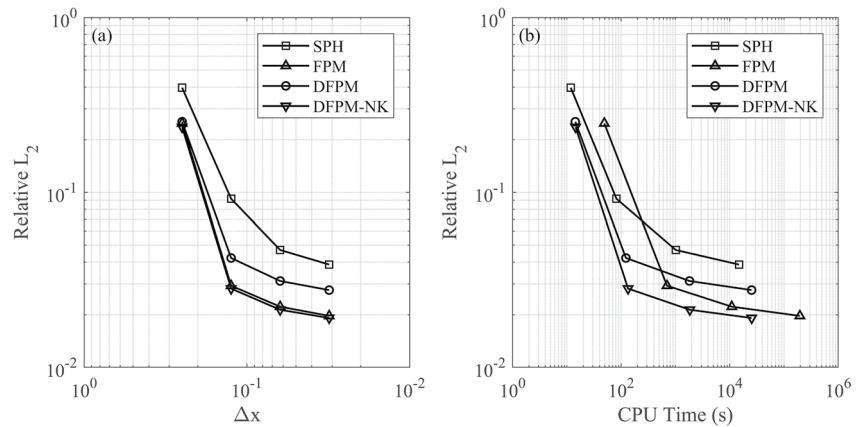 (a)
SPH
FPM
DFPM
DFPM-NK
10^0
10^-1
10^-2
Relative L_2
10^0
10^-1
10^-2
Δx
(b)
SPH
FPM
DFPM
DFPM-NK
10^0
10^-1
10^-2
Relative L_2
10^0
10^2
10^4
10^6
CPU Time (s)